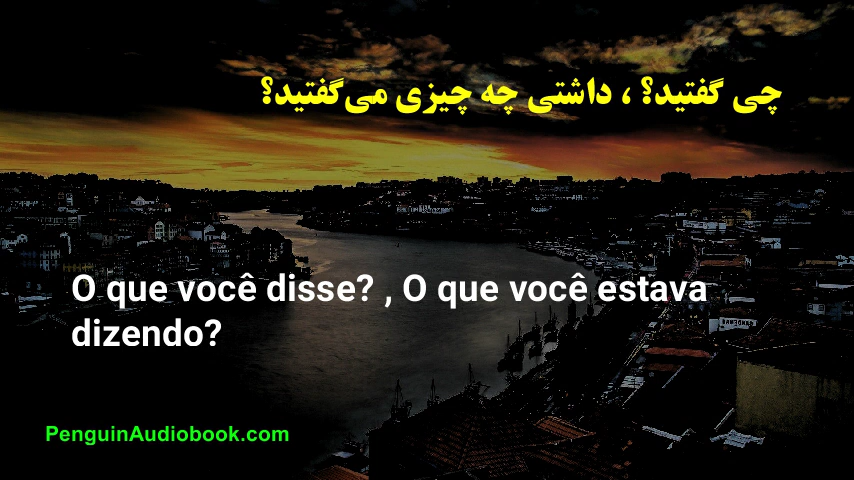 چی گفتید؟ ، داشتی چه چیزی می‌گفتید؟
O que você disse? , O que você estava
dizendo?
PenguinAudiobook.com